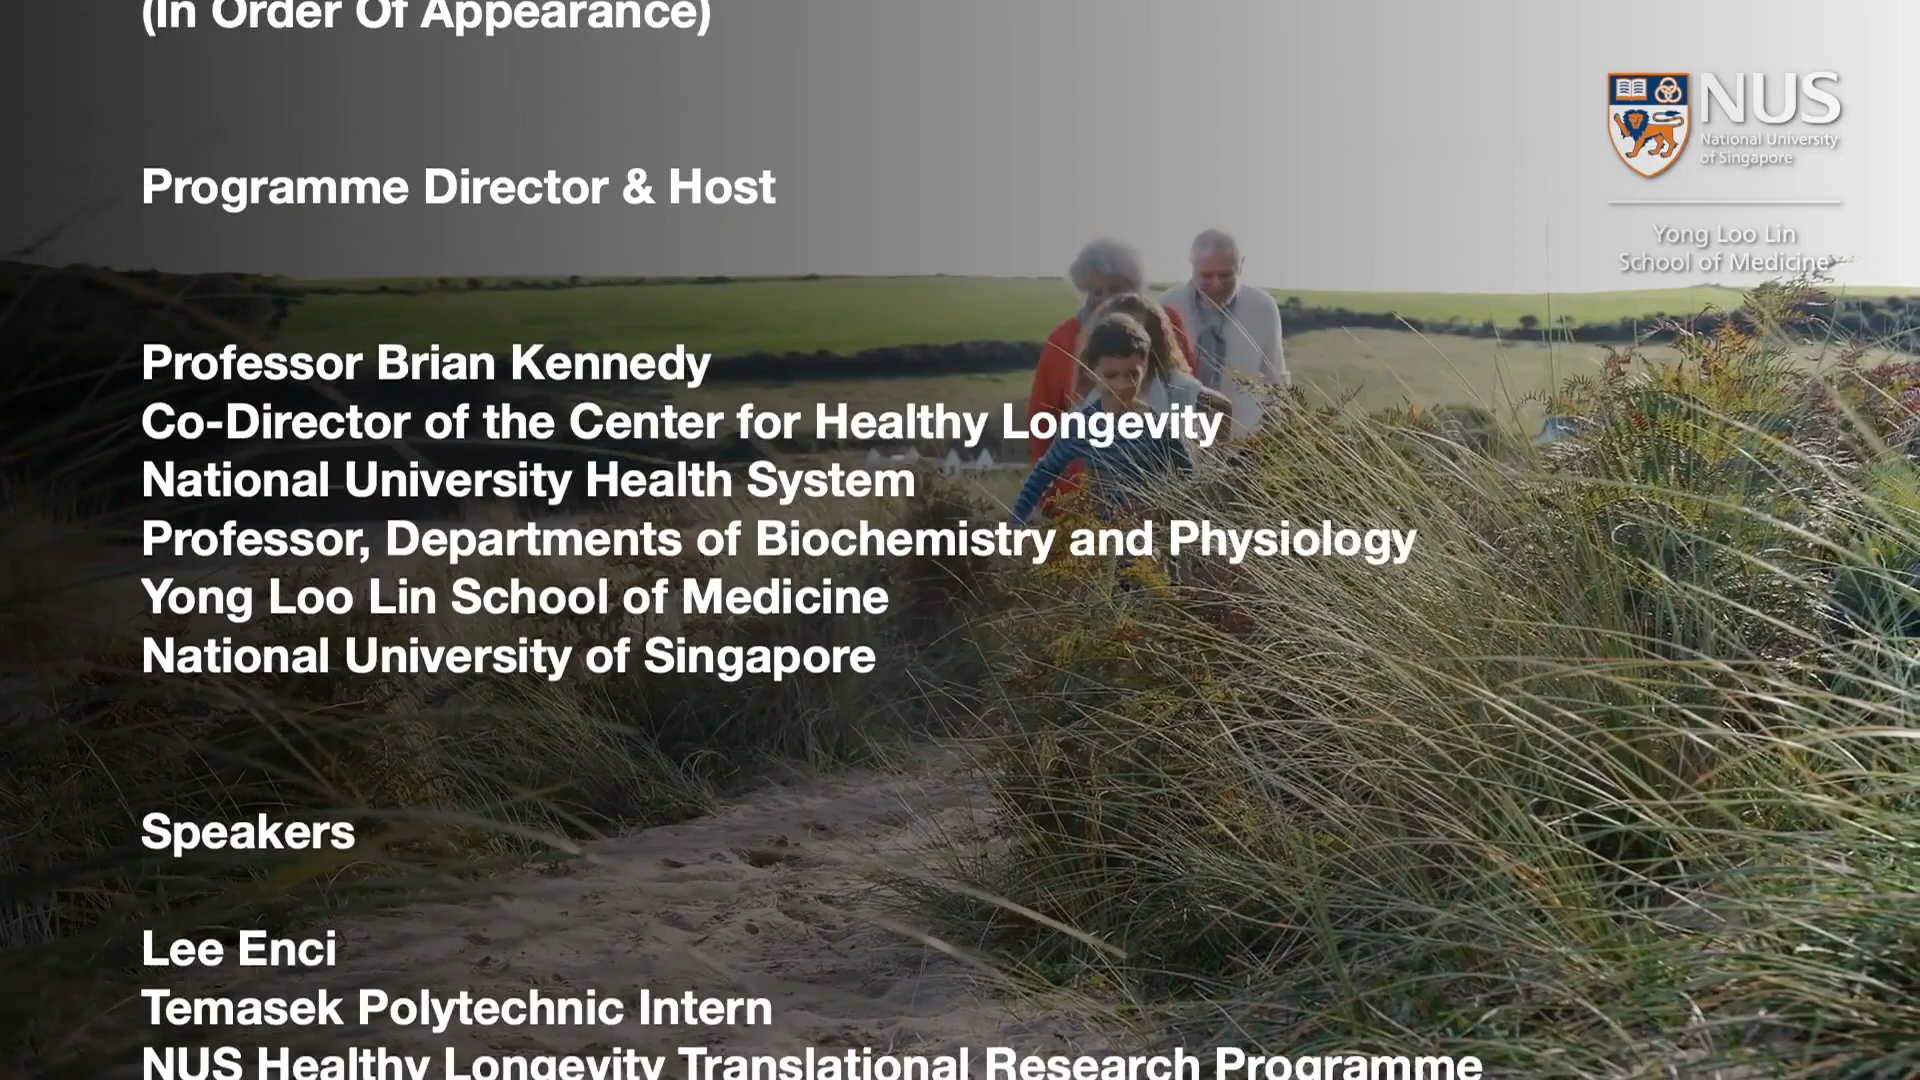 (In Order Of Appearance)
Programme Director & Host
Professor Brian Kennedy
Co-Director of the Center for Healthy Longevity
National University Health System
Professor, Departments of Biochemistry and Physiology
Yong Loo Lin School of Medicine
National University of Singapore
Speakers
Lee Enci
Temasek Polytechnic Intern
NUS Healthy Longevity Translational Research Programme
NUS
National University
of Singapore
Yong Loo Lin
School of Medicine